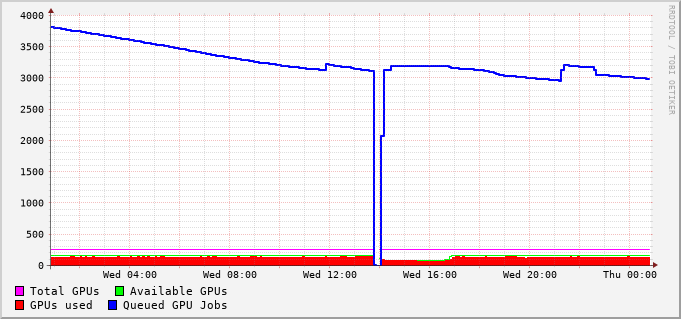 4000
3500
3000
2500
2000
1500
1000
500
0
Wed 04:00 Wed 08:00 Wed 12:00 Wed 16:00 Wed 20:00 Thu 00:00
Total GPUs Available GPUs
GPUs used Queued GPU Jobs
RRDTOOL / TOBI OETIKER